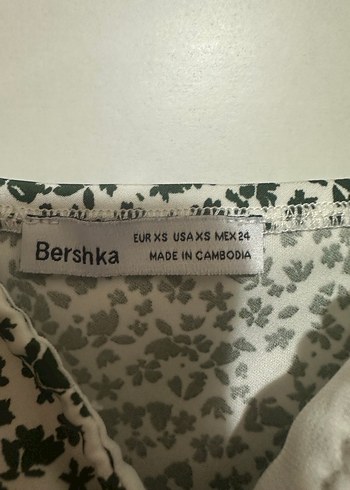 Bershka
EUR XS USA XS MEX 24
MADE IN CAMBODIA